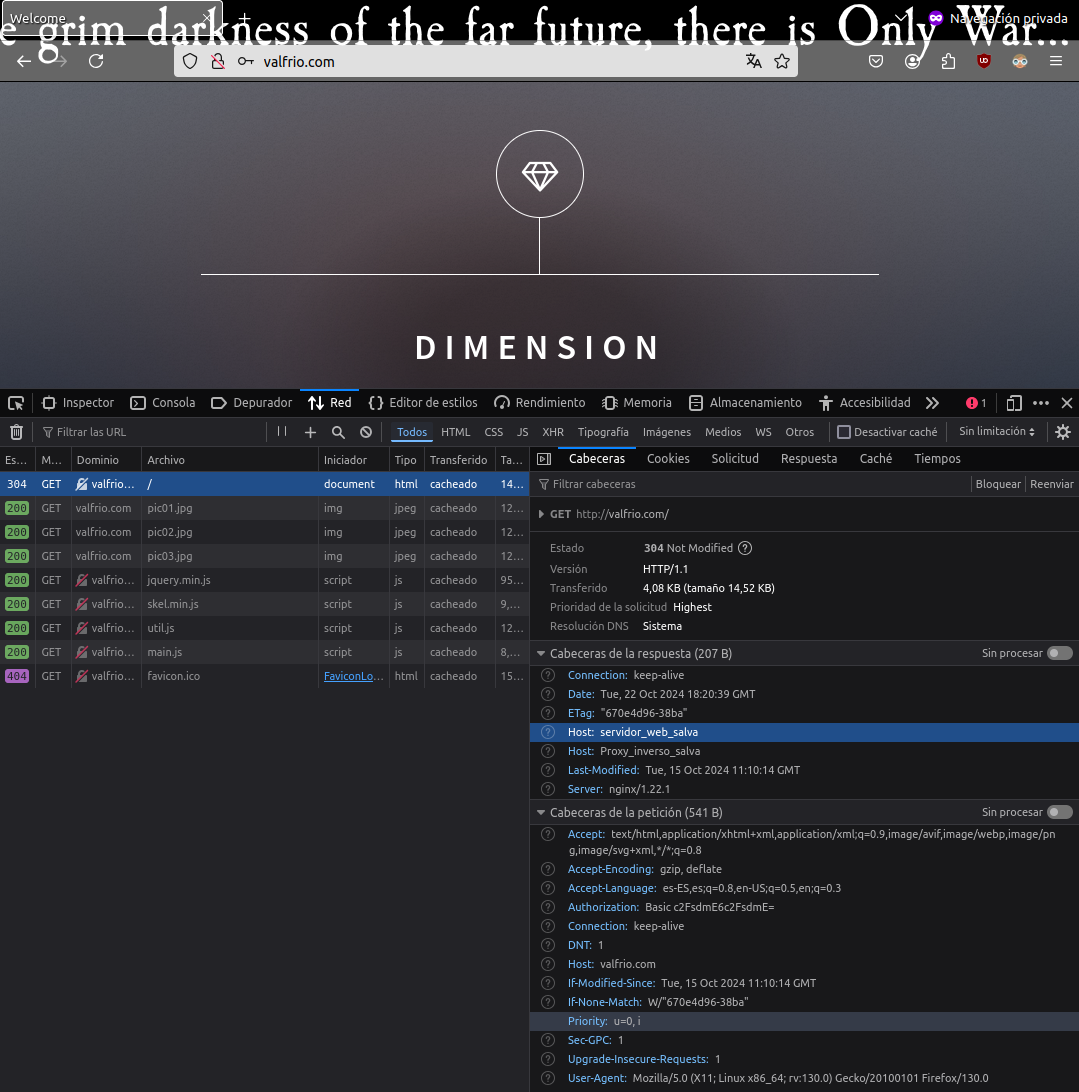 Welcome
e grim darkness of the far future, there is Only War...
Navegación privada
valfrio.com
DIMENSION
Inspector Consola Depurador Red Editor de estilos Rendimiento Memoria Almacenamiento Accesibilidad 1
Filtrar las URL Todos HTML CSS JS XHR Tipografía Imágenes Medios WS Otros Desactivar caché Sin limitación
Es... M... Dominio Archivo Iniciador Tipo Transferido Ta...
304 GET valfrio... / document html cacheado 14...
200 GET valfrio.com pic01.jpg img jpeg cacheado 12...
200 GET valfrio.com pic02.jpg img jpeg cacheado 12...
200 GET valfrio.com pic03.jpg img jpeg cacheado 12...
200 GET valfrio... jquery.min.js script js cacheado 95...
200 GET valfrio... skel.min.js script js cacheado 9,...
200 GET valfrio... util.js script js cacheado 12...
200 GET valfrio... main.js script js cacheado 8,...
404 GET valfrio... favicon.ico FaviconLo... html cacheado 15...
Cabeceras Cookies Solicitud Respuesta Caché Tiempos
Filtrar cabeceras Bloquear Reenviar
GET http://valfrio.com/
Estado 304 Not Modified
Versión HTTP/1.1
Transferido 4,08 KB (tamaño 14,52 KB)
Prioridad de la solicitud Highest
Resolución DNS Sistema
Cabeceras de la respuesta (207 B) Sin procesar
Connection: keep-alive
Date: Tue, 22 Oct 2024 18:20:39 GMT
ETag: "670e4d96-38ba"
Host: servidor_web_salva
Host: Proxy_inverso_salva
Last-Modified: Tue, 15 Oct 2024 11:10:14 GMT
Server: nginx/1.22.1
Cabeceras de la petición (541 B) Sin procesar
Accept: text/html,application/xhtml+xml,application/xml;q=0.9,image/avif,image/webp,image/pn
g,image/svg+xml,*/*;q=0.8
Accept-Encoding: gzip, deflate
Accept-Language: es-ES,es;q=0.8,en-US;q=0.5,en;q=0.3
Authorization: Basic c2FsdmE6c2FsdmE=
Connection: keep-alive
DNT: 1
Host: valfrio.com
If-Modified-Since: Tue, 15 Oct 2024 11:10:14 GMT
If-None-Match: W/"670e4d96-38ba"
Priority: u=0, i
Sec-GPC: 1
Upgrade-Insecure-Requests: 1
User-Agent: Mozilla/5.0 (X11; Linux x86_64; rv:130.0) Gecko/20100101 Firefox/130.0